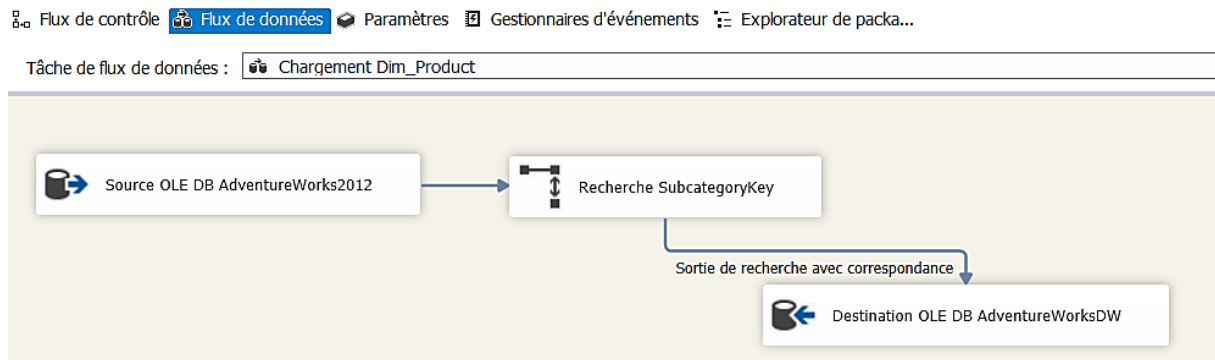 Flux de contrôle Flux de données Paramètres Gestionnaires d'événements Explorateur de packa...
Tâche de flux de données : Chargement Dim_Product
Source OLE DB AdventureWorks2012
Recherche SubcategoryKey
Sortie de recherche avec correspondance
Destination OLE DB AdventureWorksDW